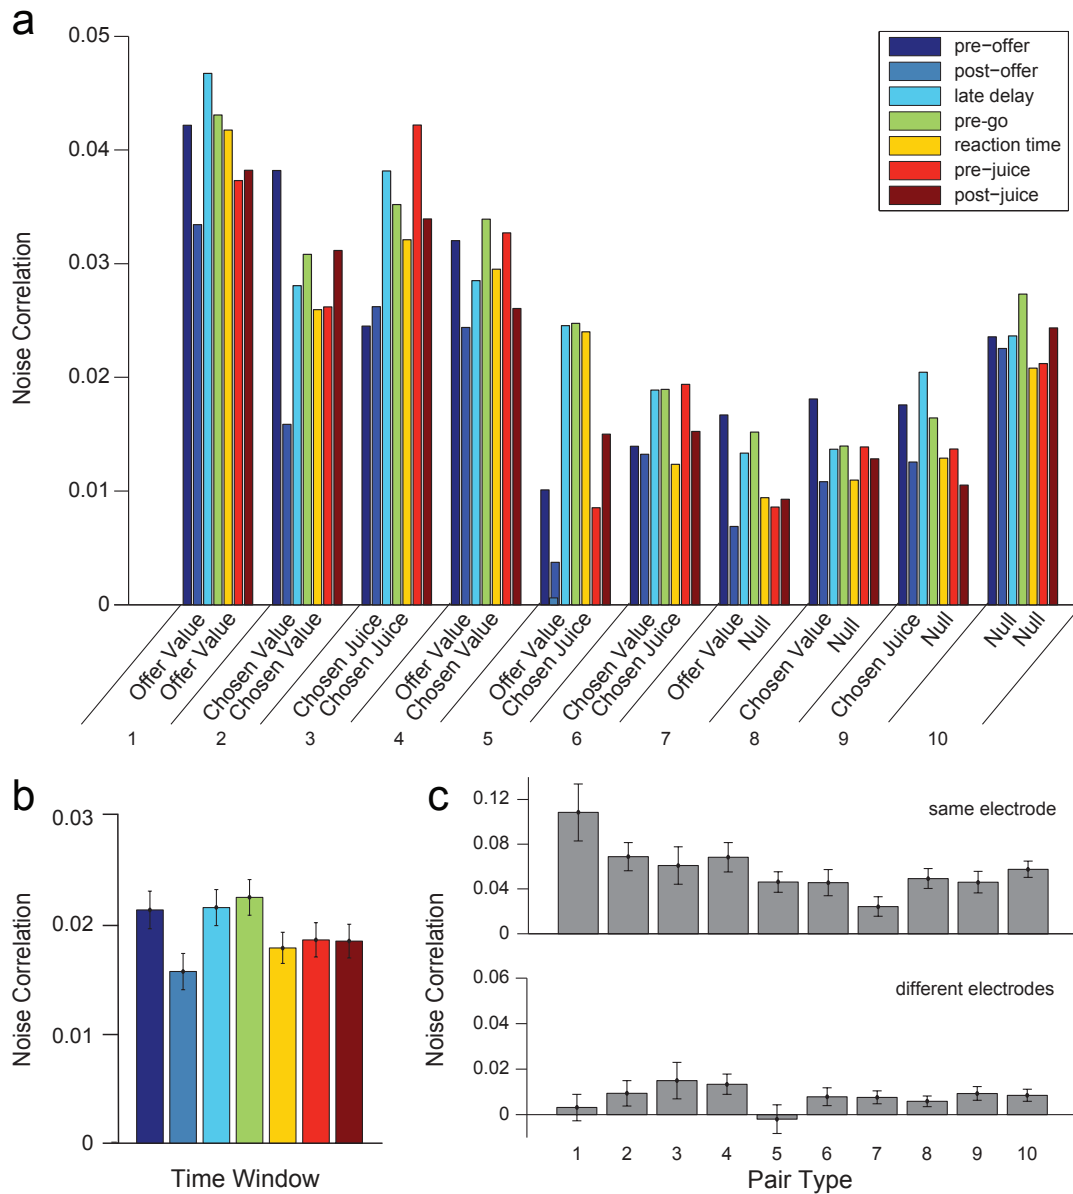 a
0.05
0.04
0.03
0.02
0.01
0
Noise Correlation
pre−offer
post−offer
late delay
pre-go
reaction time
pre−juice
post−juice
Offer Value
Offer Value
Chosen Value
Chosen Value
Chosen Juice
Chosen Juice
Offer Value
Chosen Value
Offer Value
Chosen Juice
Chosen Value
Chosen Juice
Offer Value
Null
Chosen Value
Null
Chosen Juice
Null
Null
Null
1 2 3 4 5 6 7 8 9 10
b
0.03
0.02
0.01
0
Noise Correlation
Time Window
c
0.12
0.08
0.04
0
same electrode
0.06
0.04
0.02
0
different electrodes
Noise Correlation
1 2 3 4 5 6 7 8 9 10
Pair Type